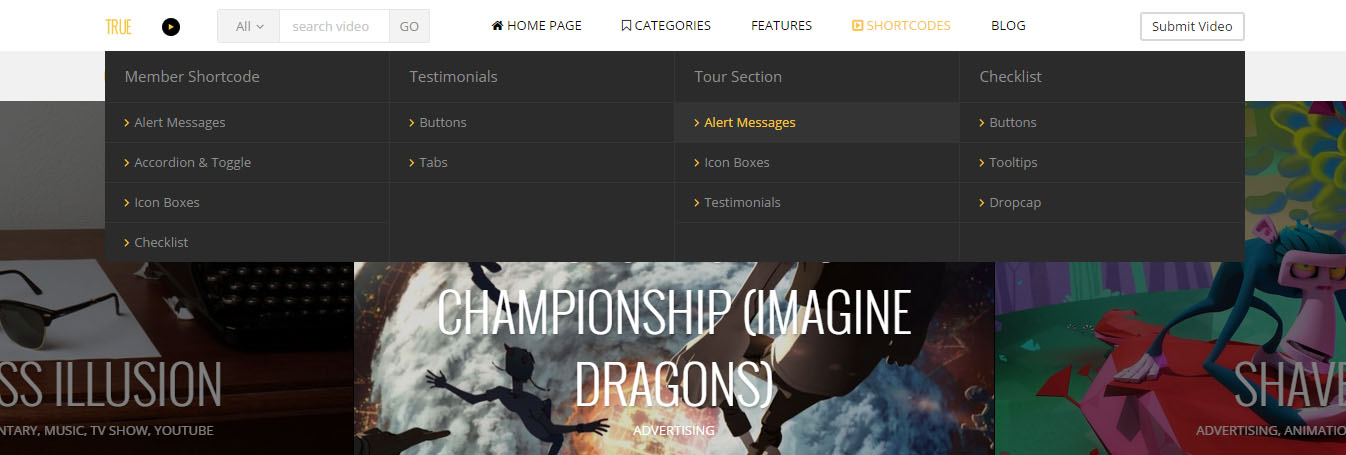 TRUE
All
search video
GO
HOME PAGE
CATEGORIES
FEATURES
SHORTCODES
BLOG
Submit Video
Member Shortcode
Alert Messages
Accordion & Toggle
Icon Boxes
Checklist
Testimonials
Buttons
Tabs
Tour Section
Alert Messages
Icon Boxes
Testimonials
Checklist
Buttons
Tooltips
Dropcap
SS ILLUSION
NTARY, MUSIC, TV SHOW, YOUTUBE
CHAMPIONSHIP (IMAGINE
DRAGONS)
ADVERTISING
SHAVE
ADVERTISING, ANIMATIO